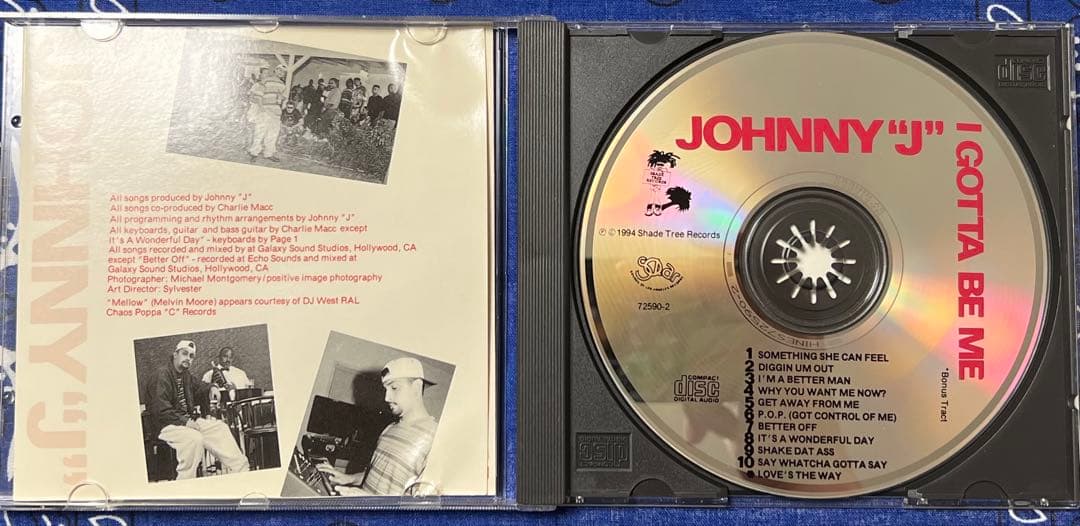 JOHNNY "J"
All songs produced by Johnny "J"
All songs co-produced by Charlie Macc
All programming and rhythm arrangements by Johnny "J"
All keyboards, guitar and bass guitar by Charlie Macc except
It's A Wonderful Day" - keyboards by Page 1
All songs recorded and mixed by at Galaxy Sound Studios, Hollywood, CA
except "Better Off" - recorded at Echo Sounds and mixed at
Galaxy Sound Studios, Hollywood, CA
Photographer: Michael Montgomery/positive image photography
Art Director: Sylvester
"Mellow" (Melvin Moore) appears courtesy of DJ West RAL
Chaos Poppa "C" Records
JOHNNY "J"
I GOTTA BE ME
SHADE
TREE
RECORDS
℗ © 1994 Shade Tree Records
72590-2
1 SOMETHING SHE CAN FEEL
2 DIGGIN UM OUT
3 I'M A BETTER MAN
4 WHY YOU WANT ME NOW?
5 GET AWAY FROM ME
6 P.O.P. (GOT CONTROL OF ME)
7 BETTER OFF
8 IT'S A WONDERFUL DAY
9 SHAKE DAT ASS
10 SAY WHATCHA GOTTA SAY
* LOVE'S THE WAY
*Bonus Tract
COMPACT
disc
DIGITAL AUDIO
disc
disc